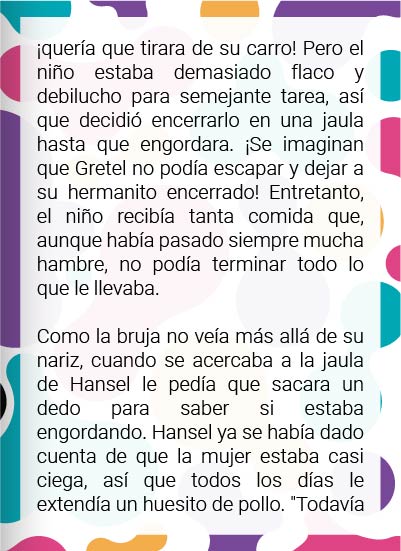 ¡quería que tirara de su carro! Pero el
niño estaba demasiado flaco y
debilucho para semejante tarea, así
que decidió encerrarlo en una jaula
hasta que engordara. ¡Se imaginan
que Gretel no podía escapar y dejar a
su hermanito encerrado! Entretanto,
el niño recibía tanta comida que,
aunque había pasado siempre mucha
hambre, no podía terminar todo lo
que le llevaba.

Como la bruja no veía más allá de su
nariz, cuando se acercaba a la jaula
de Hansel le pedía que sacara un
dedo para saber si estaba
engordando. Hansel ya se había dado
cuenta de que la mujer estaba casi
ciega, así que todos los días le
extendía un huesito de pollo. "Todavía